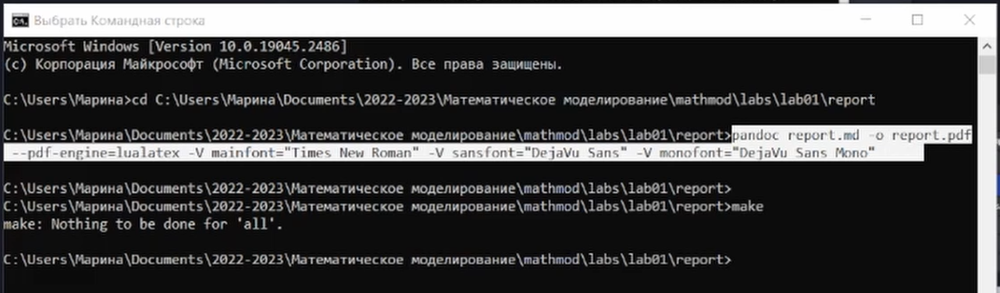 Выбрать Командная строка
Microsoft Windows [Version 10.0.19045.2486]
(c) Корпорация Майкрософт (Microsoft Corporation). Все права защищены.
C:\Users\Марина>cd C:\Users\Марина\Documents\2022-2023\Математическое моделирование\mathmod\labs\lab01\report
C:\Users\Марина\Documents\2022-2023\Математическое моделирование\mathmod\labs\lab01\report>pandoc report.md -o report.pdf
--pdf-engine=lualatex -V mainfont="Times New Roman" -V sansfont="DejaVu Sans" -V monofont="DejaVu Sans Mono"
C:\Users\Марина\Documents\2022-2023\Математическое моделирование\mathmod\labs\lab01\report>
C:\Users\Марина\Documents\2022-2023\Математическое моделирование\mathmod\labs\lab01\report>make
make: Nothing to be done for 'all'.
C:\Users\Марина\Documents\2022-2023\Математическое моделирование\mathmod\labs\lab01\report>